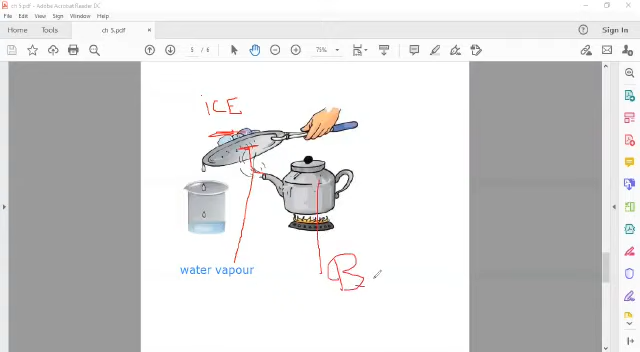 ch 5.pdf - Adobe Acrobat Reader DC
File Edit View Sign Window Help
Home Tools ch 5.pdf × Sign In
5 / 6 75%
ICE
water vapour
B